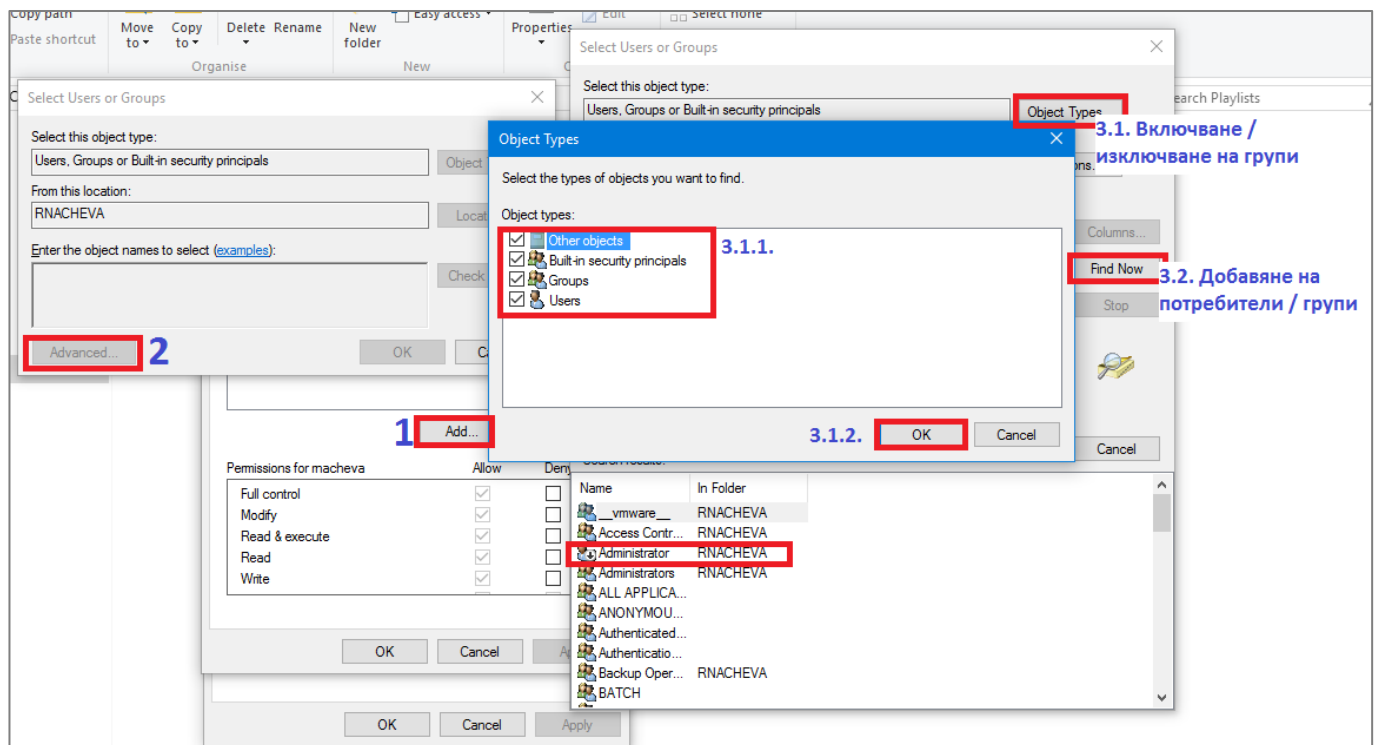 Copy path
Paste shortcut
Move to
Copy to
Delete
Rename
New folder
Easy access
Properties
Edit
Select none
Organise
New
Select Users or Groups
Select this object type:
Users, Groups or Built-in security principals
Object
From this location:
RNACHEVA
Locat
Enter the object names to select (examples):
Check
Advanced...
2
OK
1
Add...
Permissions for rnacheva
Allow
Deny
Full control
Modify
Read & execute
Read
Write
OK
Cancel
OK
Cancel
Apply
Select Users or Groups
Select this object type:
Users, Groups or Built-in security principals
Object Types
earch Playlists
3.1. Включване /
изключване на групи
ons...
Columns...
Find Now
3.2. Добавяне на
потребители / групи
Stop
Cancel
Object Types
Select the types of objects you want to find.
Object types:
Other objects
Built-in security principals
Groups
Users
3.1.1.
3.1.2.
OK
Cancel
Search results:
Name In Folder
__vmware__ RNACHEVA
Access Contr... RNACHEVA
Administrator RNACHEVA
Administrators RNACHEVA
ALL APPLICA...
ANONYMOU...
Authenticated...
Authenticatio...
Backup Oper... RNACHEVA
BATCH